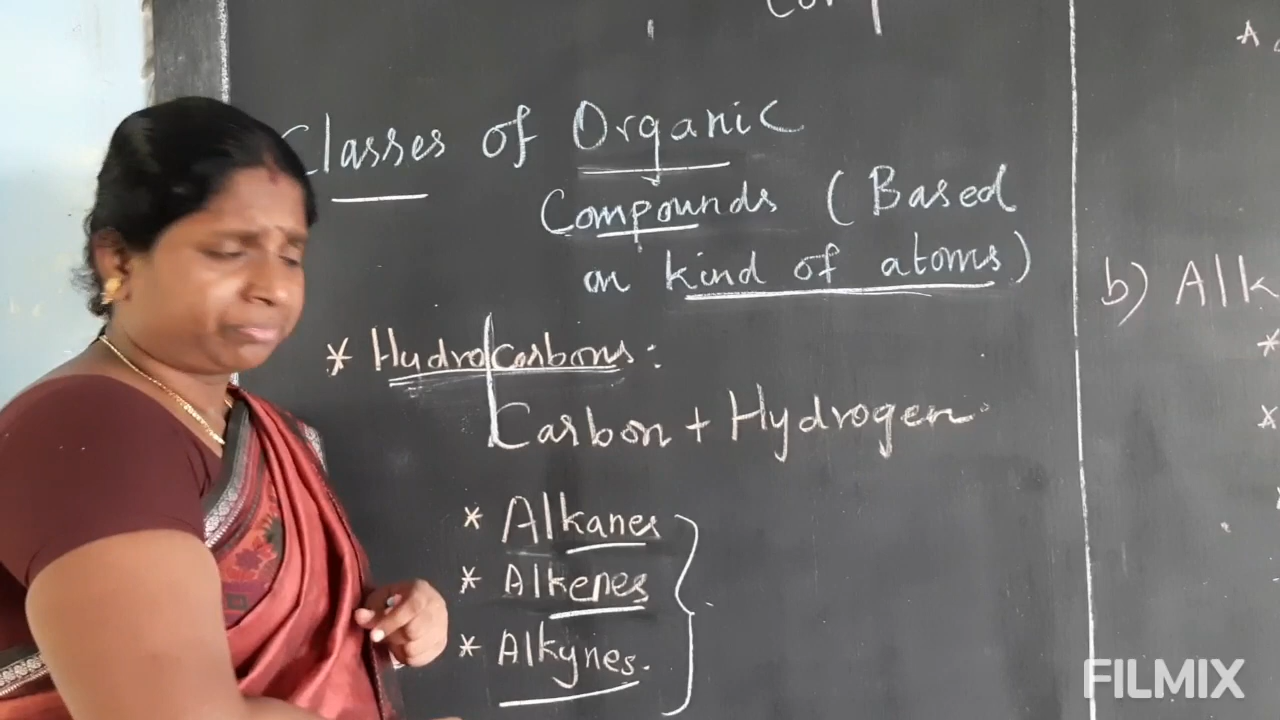 Classes of Organic
Compounds (Based
on kind of atoms)
* Hydrocarbons:
Carbon + Hydrogen
* Alkanes
* Alkenes
* Alkynes.
b) Alk
*
*
FILMIX